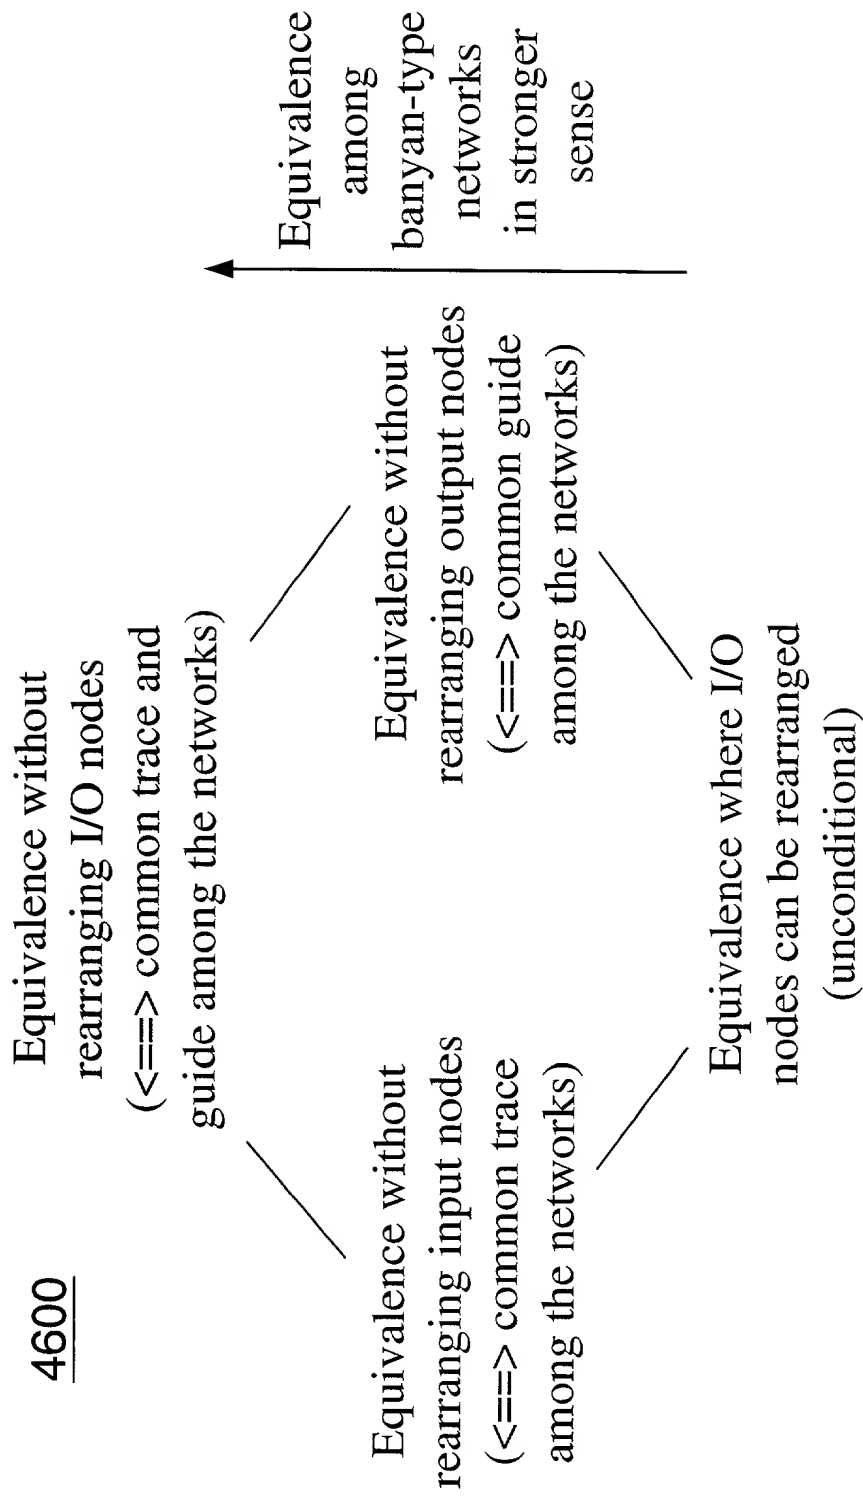 4600
Equivalence without
rearranging I/O nodes
(<==> common trace and
guide among the networks)
Equivalence without
rearranging input nodes
(<==> common trace
among the networks)
Equivalence without
rearranging output nodes
(<==> common guide
among the networks)
Equivalence where I/O
nodes can be rearranged
(unconditional)
Equivalence
among
banyan-type
networks
in stronger
sense